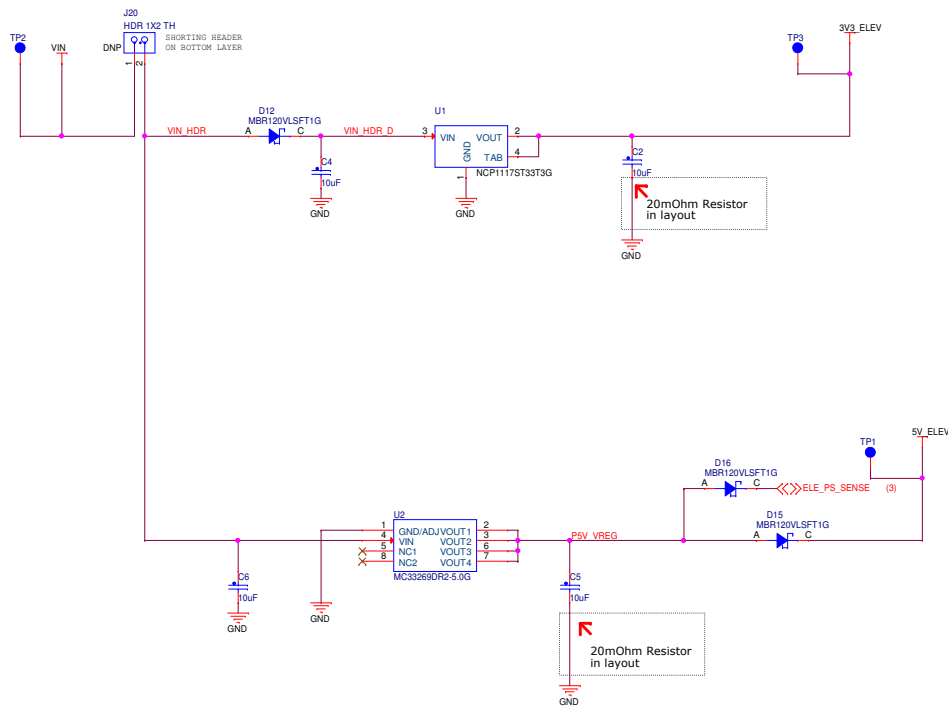 J20
HDR 1X2 TH
SHORTING HEADER
ON BOTTOM LAYER
DNP
1
2
TP2
VIN
TP3
3V3_ELEV
D12
MBR120VLSFT1G
VIN_HDR
A
C
VIN_HDR_D
U1
3
VIN
VOUT
2
TAB
4
GND
1
NCP1117ST33T3G
C4
10uF
GND
GND
C2
10uF
20mOhm Resistor
in layout
GND
5V_ELEV
TP1
D16
MBR120VLSFT1G
A
C
ELE_PS_SENSE
(3)
D15
MBR120VLSFT1G
A
C
P5V_VREG
U2
1
GND/ADJ
VOUT1
2
4
VIN
VOUT2
3
5
NC1
VOUT3
6
8
NC2
VOUT4
7
MC33269DR2-5.0G
C6
10uF
GND
GND
C5
10uF
20mOhm Resistor
in layout
GND